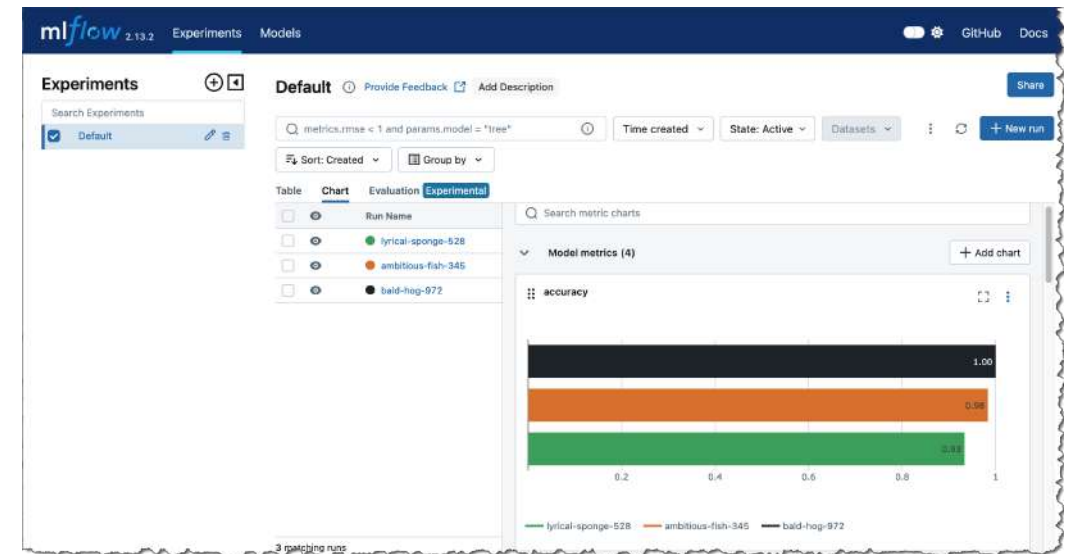 mlflow 2.13.2 Experiments Models GitHub Docs
Experiments
Search Experiments
Default
Default Provide Feedback Add Description Share
metrics.rmse < 1 and params.model = "tree" Time created State: Active Datasets + New run
Sort: Created Group by
Table Chart Evaluation Experimental
Run Name
lyrical-sponge-528
ambitious-fish-345
bald-hog-972
3 matching runs
Search metric charts
Model metrics (4) + Add chart
accuracy
1.00
0.98
0.93
0.2 0.4 0.6 0.8 1
lyrical-sponge-528 ambitious-fish-345 bald-hog-972